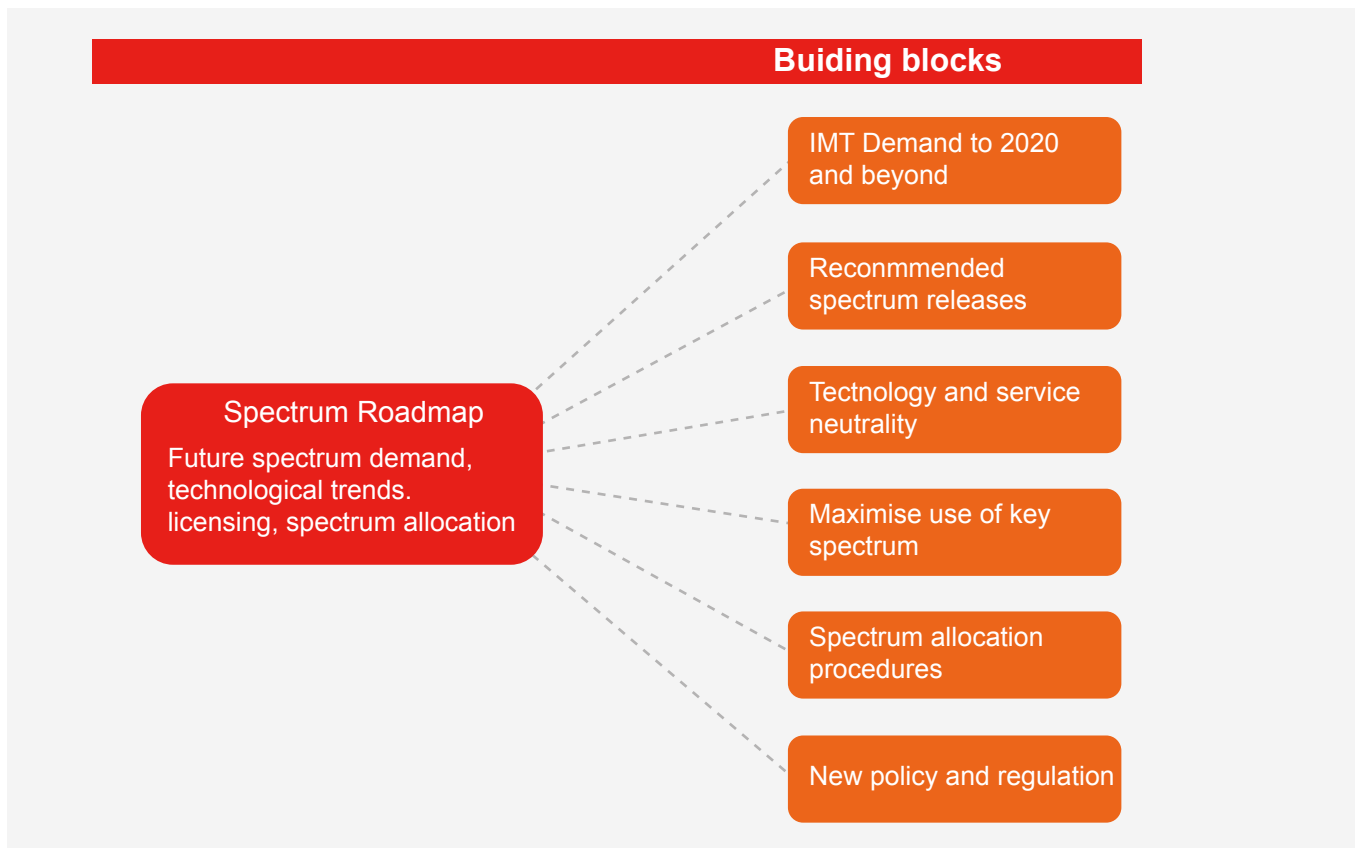 Buiding blocks
IMT Demand to 2020
and beyond
Reconmmended
spectrum releases
Tectnology and service
neutrality
Spectrum Roadmap
Future spectrum demand,
technological trends.
licensing, spectrum allocation
Maximise use of key
spectrum
Spectrum allocation
procedures
New policy and regulation